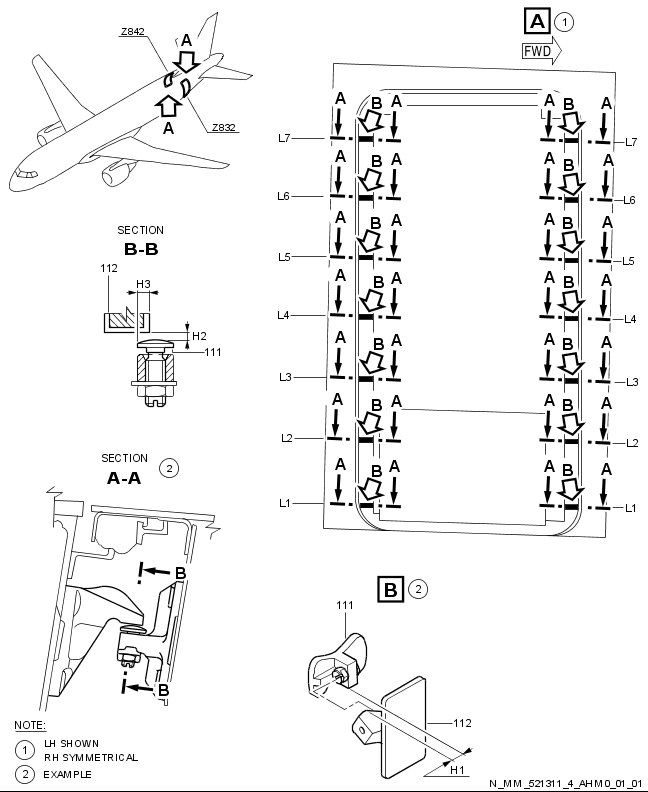 Z842
A
A
Z832
A 1
FWD
A B A A B A
L7 L7
A B A A B A
L6 L6
A B A A B A
L5 L5
A B A A B A
L4 L4
A B A A B A
L3 L3
A B A A B A
L2 L2
A B A A B A
L1 L1
SECTION
B-B
112 H3
H2
111
SECTION
A-A 2
B
B
B 2
111
112
H1
NOTE:
1 LH SHOWN
RH SYMMETRICAL
2 EXAMPLE
N_MM_521311_4_AHM0_01_01